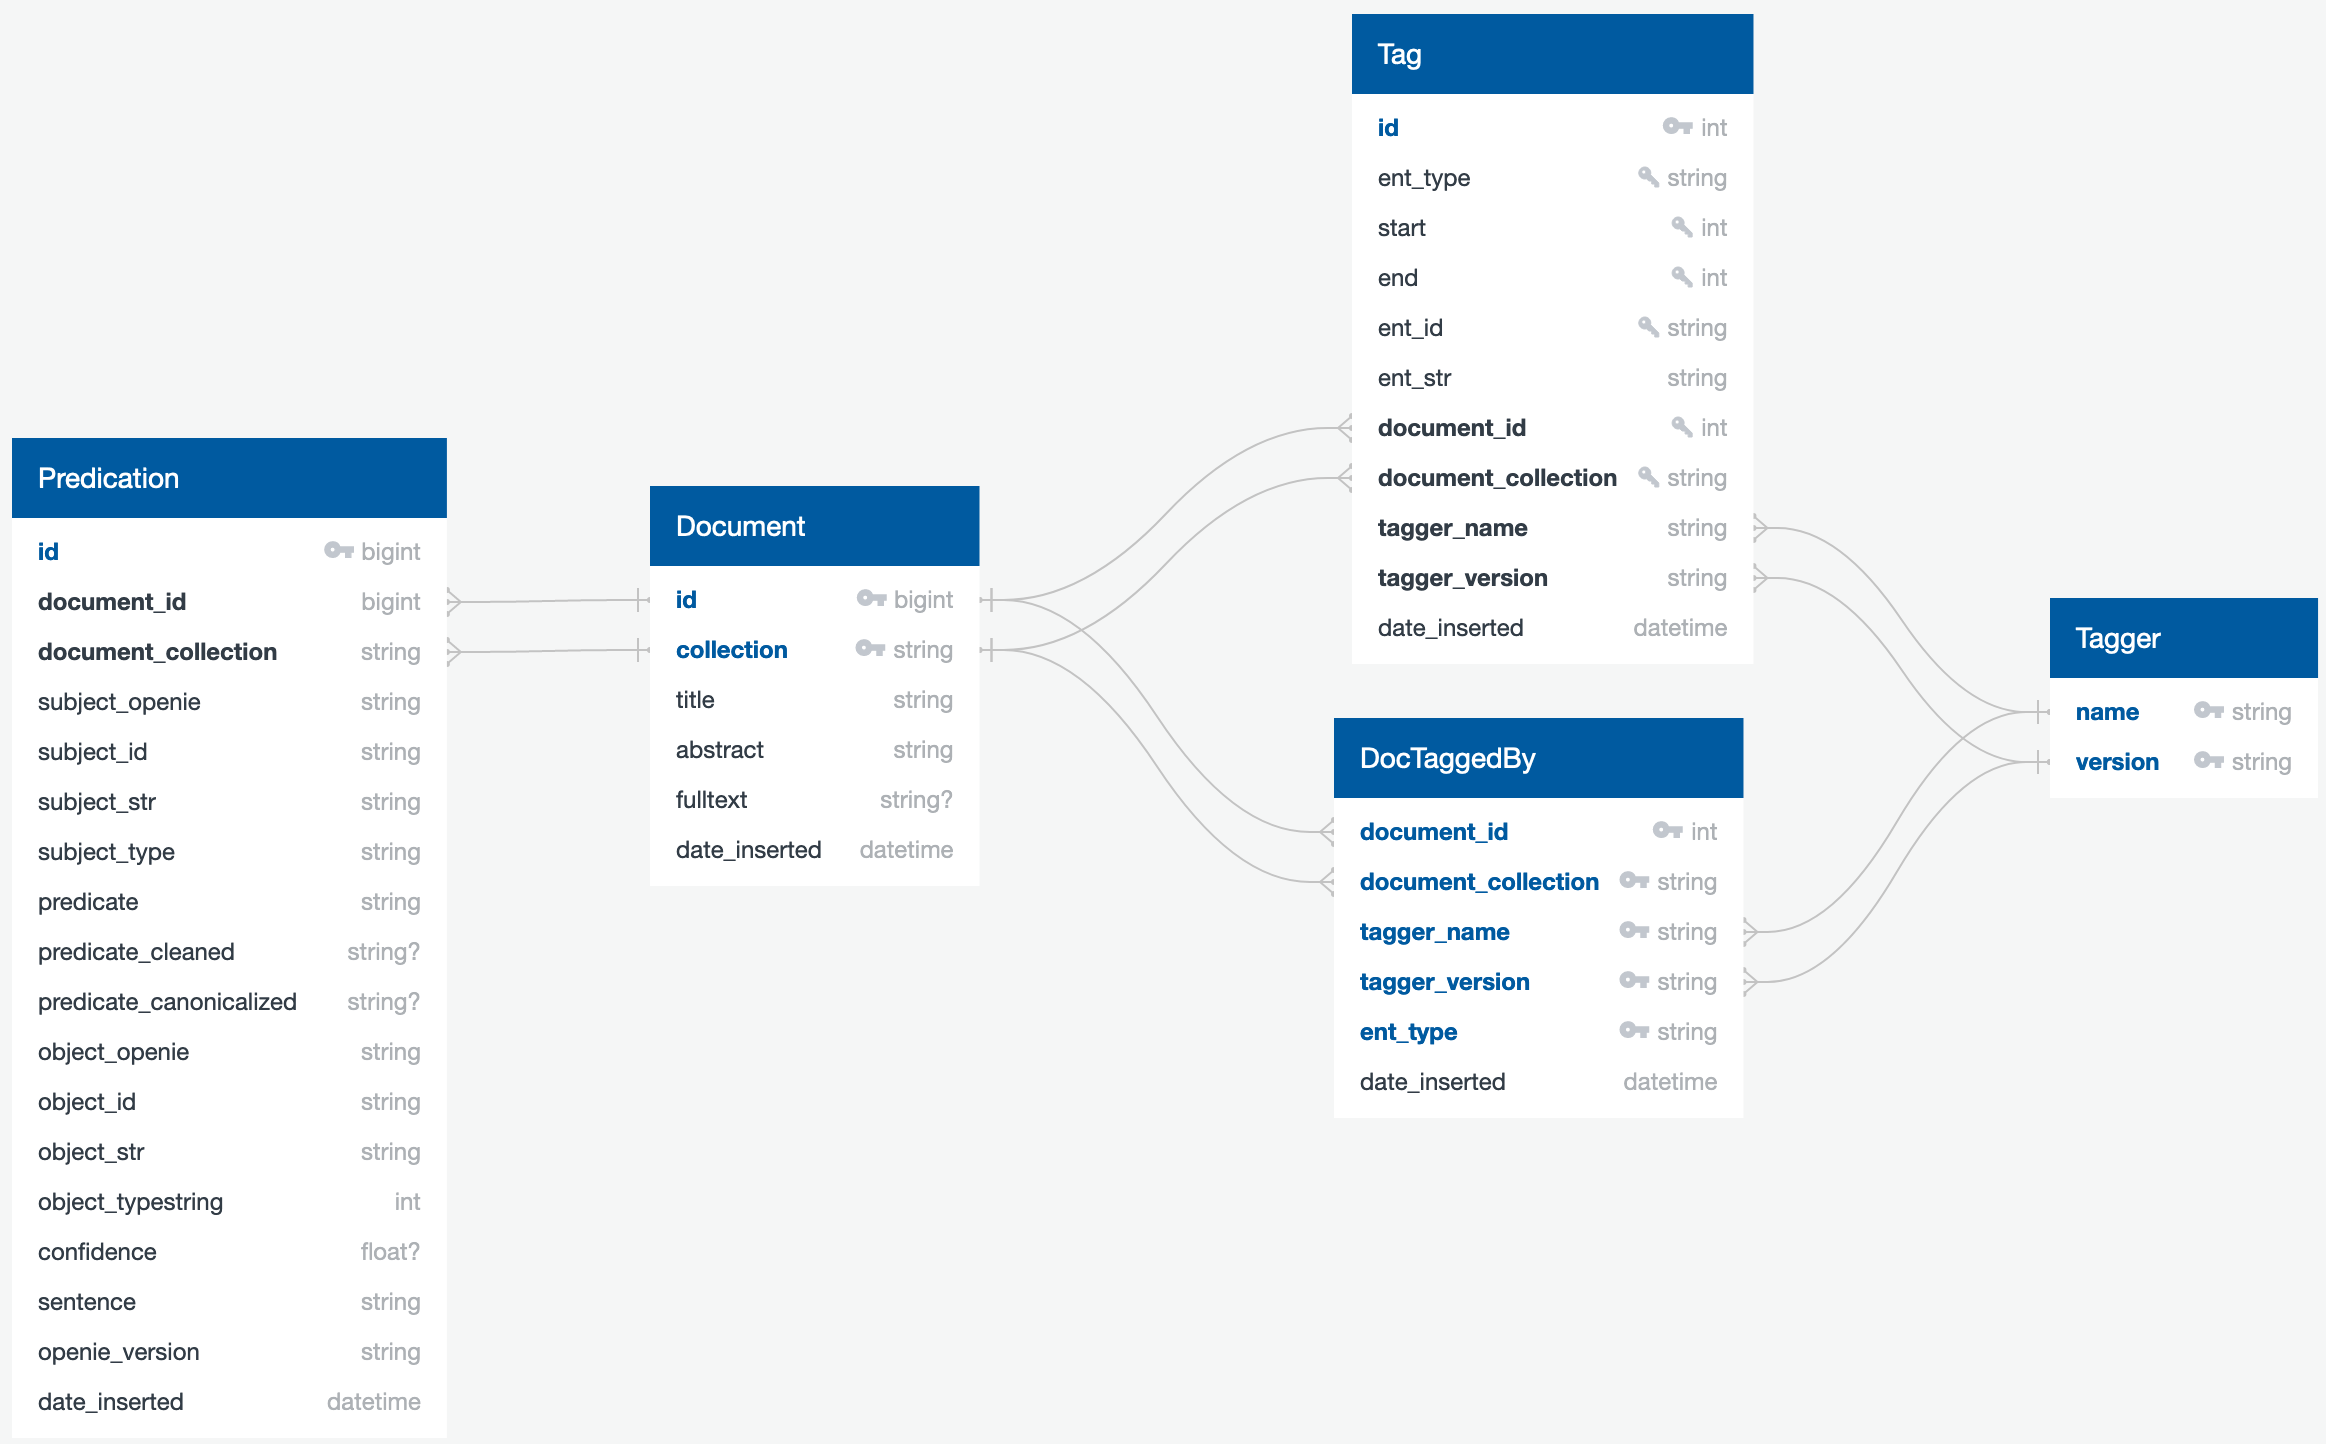 Predication
id bigint
document_id bigint
document_collection string
subject_openie string
subject_id string
subject_str string
subject_type string
predicate string
predicate_cleaned string?
predicate_canonicalized string?
object_openie string
object_id string
object_str string
object_typestring int
confidence float?
sentence string
openie_version string
date_inserted datetime
Document
id bigint
collection string
title string
abstract string
fulltext string?
date_inserted datetime
Tag
id int
ent_type string
start int
end int
ent_id string
ent_str string
document_id int
document_collection string
tagger_name string
tagger_version string
date_inserted datetime
DocTaggedBy
document_id int
document_collection string
tagger_name string
tagger_version string
ent_type string
date_inserted datetime
Tagger
name string
version string